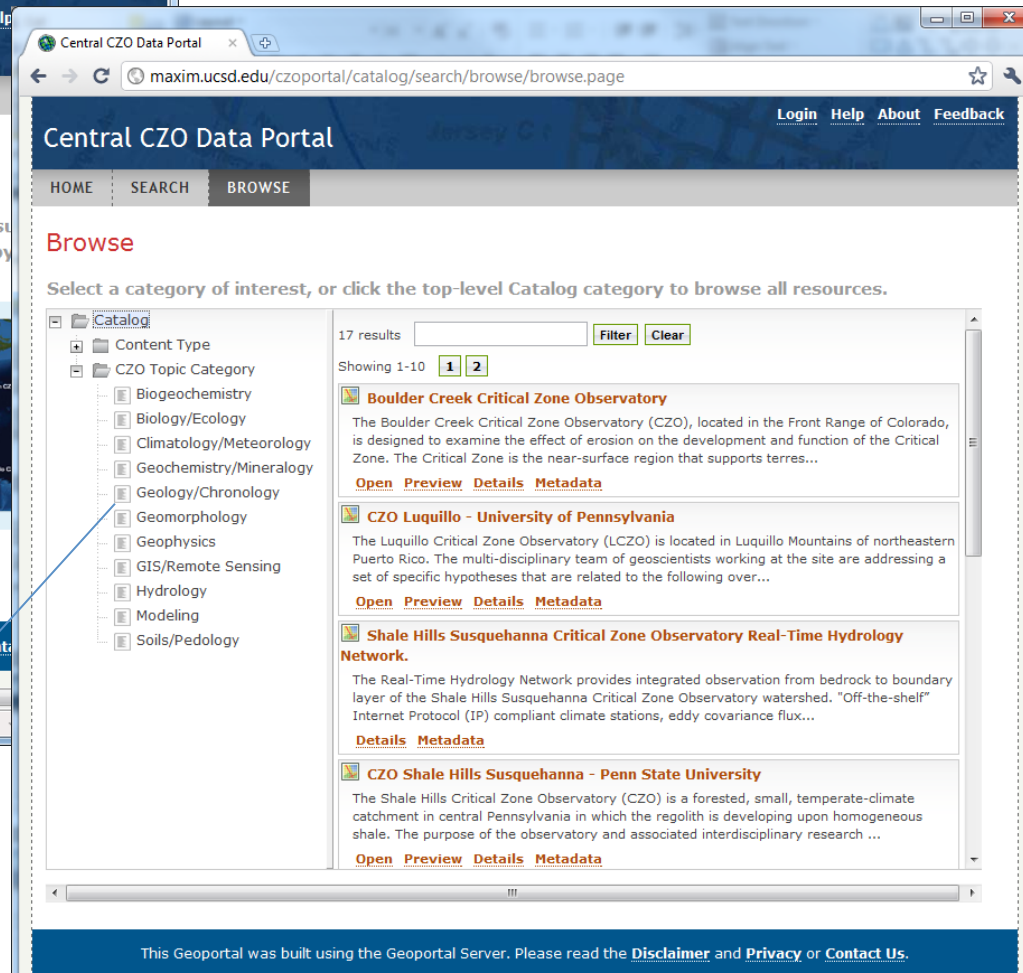 Central CZO Data Portal
maxim.ucsd.edu/czoportal/catalog/search/browse/browse.page
Login Help About Feedback
Central CZO Data Portal
HOME SEARCH BROWSE
Browse
Select a category of interest, or click the top-level Catalog category to browse all resources.
Catalog
Content Type
CZO Topic Category
Biogeochemistry
Biology/Ecology
Climatology/Meteorology
Geochemistry/Mineralogy
Geology/Chronology
Geomorphology
Geophysics
GIS/Remote Sensing
Hydrology
Modeling
Soils/Pedology
17 results Filter Clear
Showing 1-10 1 2
Boulder Creek Critical Zone Observatory
The Boulder Creek Critical Zone Observatory (CZO), located in the Front Range of Colorado,
is designed to examine the effect of erosion on the development and function of the Critical
Zone. The Critical Zone is the near-surface region that supports terres...
Open Preview Details Metadata
CZO Luquillo - University of Pennsylvania
The Luquillo Critical Zone Observatory (LCZO) is located in Luquillo Mountains of northeastern
Puerto Rico. The multi-disciplinary team of geoscientists working at the site are addressing a
set of specific hypotheses that are related to the following over...
Open Preview Details Metadata
Shale Hills Susquehanna Critical Zone Observatory Real-Time Hydrology
Network.
The Real-Time Hydrology Network provides integrated observation from bedrock to boundary
layer of the Shale Hills Susquehanna Critical Zone Observatory watershed. "Off-the-shelf”
Internet Protocol (IP) compliant climate stations, eddy covariance flux...
Details Metadata
CZO Shale Hills Susquehanna - Penn State University
The Shale Hills Critical Zone Observatory (CZO) is a forested, small, temperate-climate
catchment in central Pennsylvania in which the regolith is developing upon homogeneous
shale. The purpose of the observatory and associated interdisciplinary research ...
Open Preview Details Metadata
This Geoportal was built using the Geoportal Server. Please read the Disclaimer and Privacy or Contact Us.